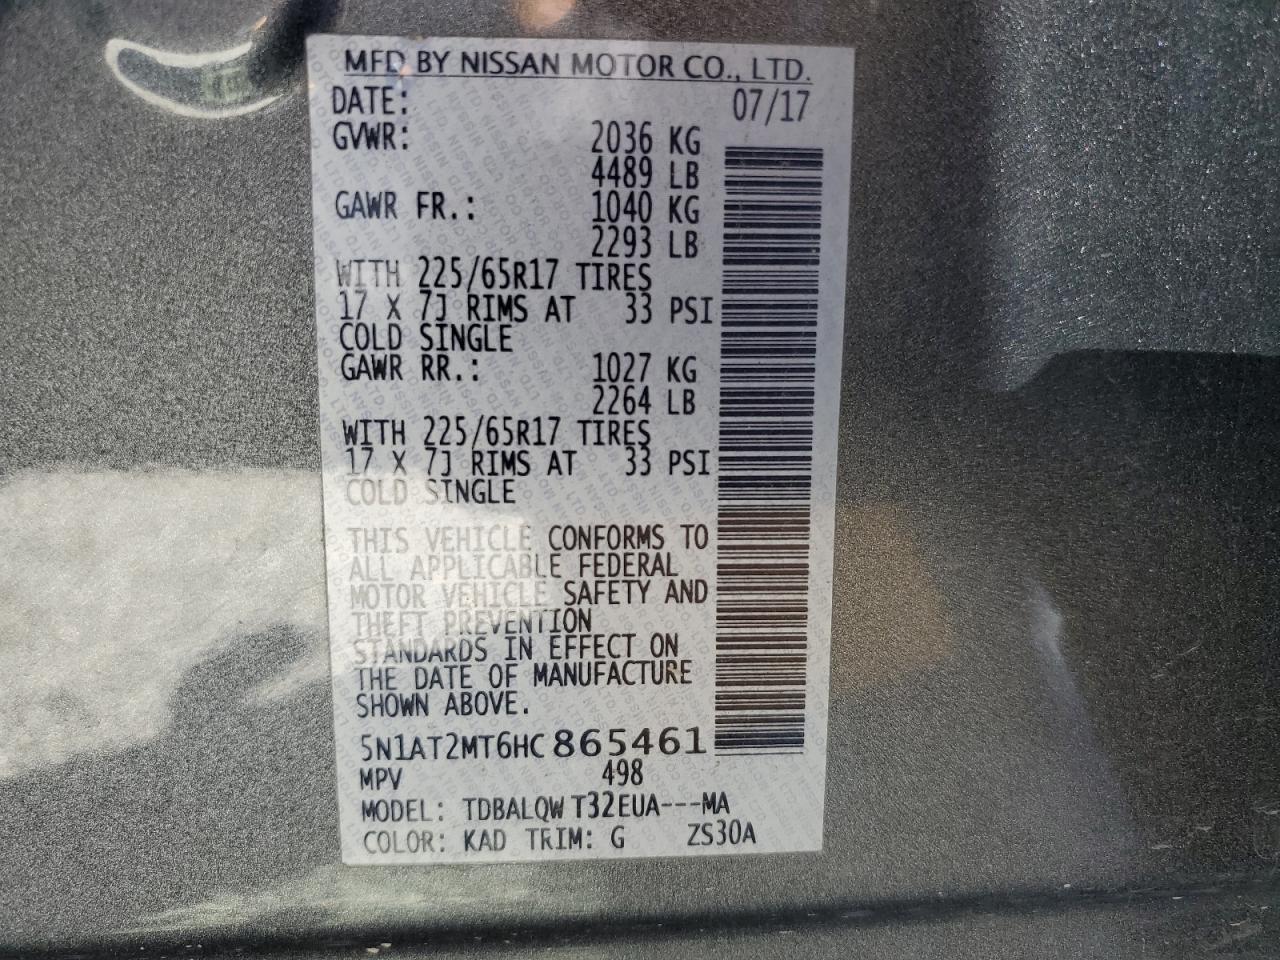 MFD BY NISSAN MOTOR CO., LTD.
DATE: 07/17
GVWR: 2036 KG
4489 LB
GAWR FR.: 1040 KG
2293 LB
WITH 225/65R17 TIRES
17 X 7J RIMS AT 33 PSI
COLD SINGLE
GAWR RR.: 1027 KG
2264 LB
WITH 225/65R17 TIRES
17 X 7J RIMS AT 33 PSI
COLD SINGLE
THIS VEHICLE CONFORMS TO
ALL APPLICABLE FEDERAL
MOTOR VEHICLE SAFETY AND
THEFT PREVENTION
STANDARDS IN EFFECT ON
THE DATE OF MANUFACTURE
SHOWN ABOVE.
5N1AT2MT6HC865461
MPV 498
MODEL: TDBALQW T32EUA---MA
COLOR: KAD TRIM: G ZS30A